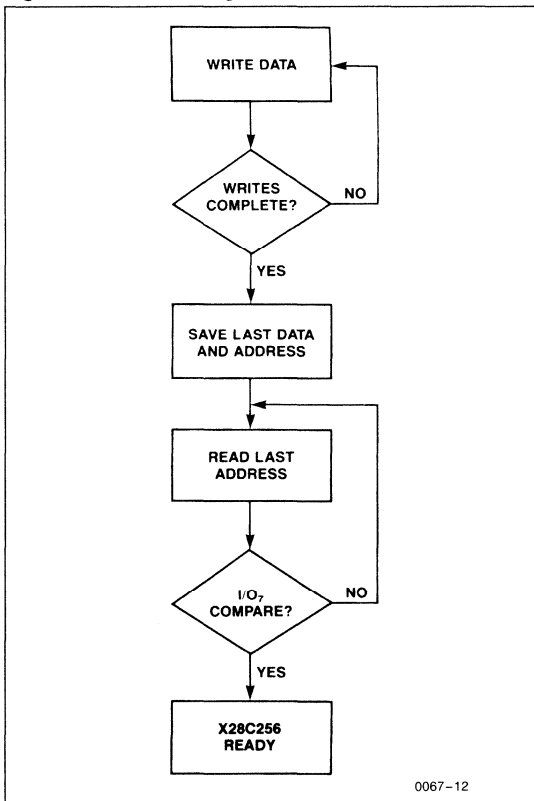 WRITE DATA
WRITES
COMPLETE?
NO
YES
SAVE LAST DATA
AND ADDRESS
READ LAST
ADDRESS
I/O₇
COMPARE?
NO
YES
X28C256
READY
0067-12